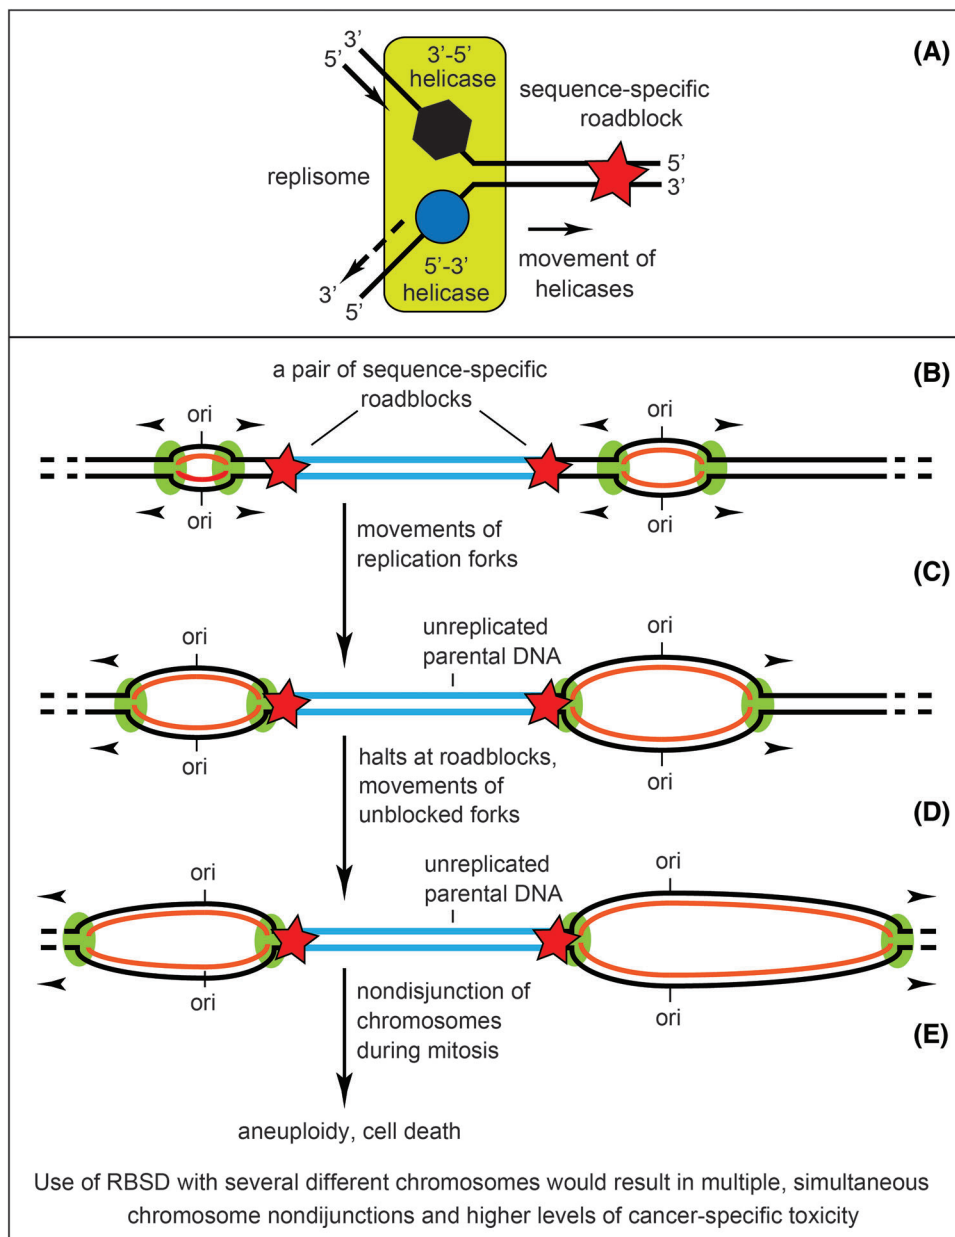 (A)
3’
5’
3’-5’
helicase
sequence-specific
roadblock
replisome
5’
3’
5’-3’
helicase
3’
5’
movement of
helicases
(B)
a pair of sequence-specific
roadblocks
ori
ori
ori
ori
movements of
replication forks
(C)
ori
unreplicated
parental DNA
ori
ori
ori
halts at roadblocks,
movements of
unblocked forks
(D)
ori
unreplicated
parental DNA
ori
ori
ori
nondisjunction of
chromosomes
during mitosis
(E)
aneuploidy, cell death
Use of RBSD with several different chromosomes would result in multiple, simultaneous
chromosome nondijunctions and higher levels of cancer-specific toxicity